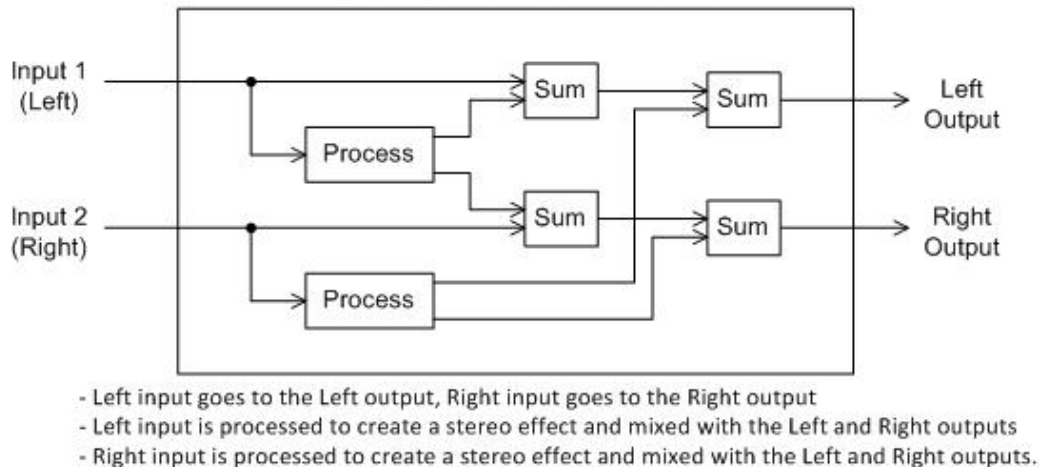 Input 1
(Left)
Sum
Sum
Left
Output
Process
Input 2
(Right)
Sum
Sum
Right
Output
Process
- Left input goes to the Left output, Right input goes to the Right output
- Left input is processed to create a stereo effect and mixed with the Left and Right outputs
- Right input is processed to create a stereo effect and mixed with the Left and Right outputs.